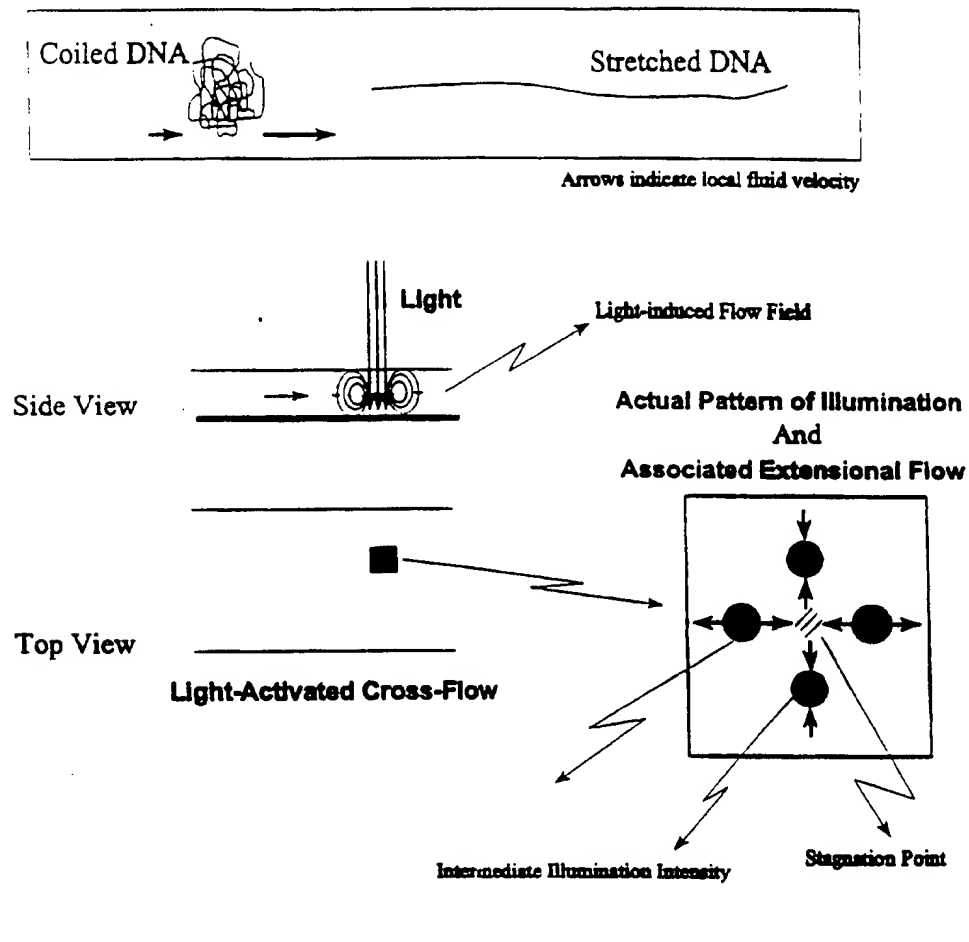 Coiled DNA
Stretched DNA
Arrows indicate local fluid velocity
Light
Light-induced Flow Field
Side View
Actual Pattern of Illumination
And
Associated Extensional Flow
Top View
Light-Activated Cross-Flow
Intermediate Illumination Intensity
Stagnation Point